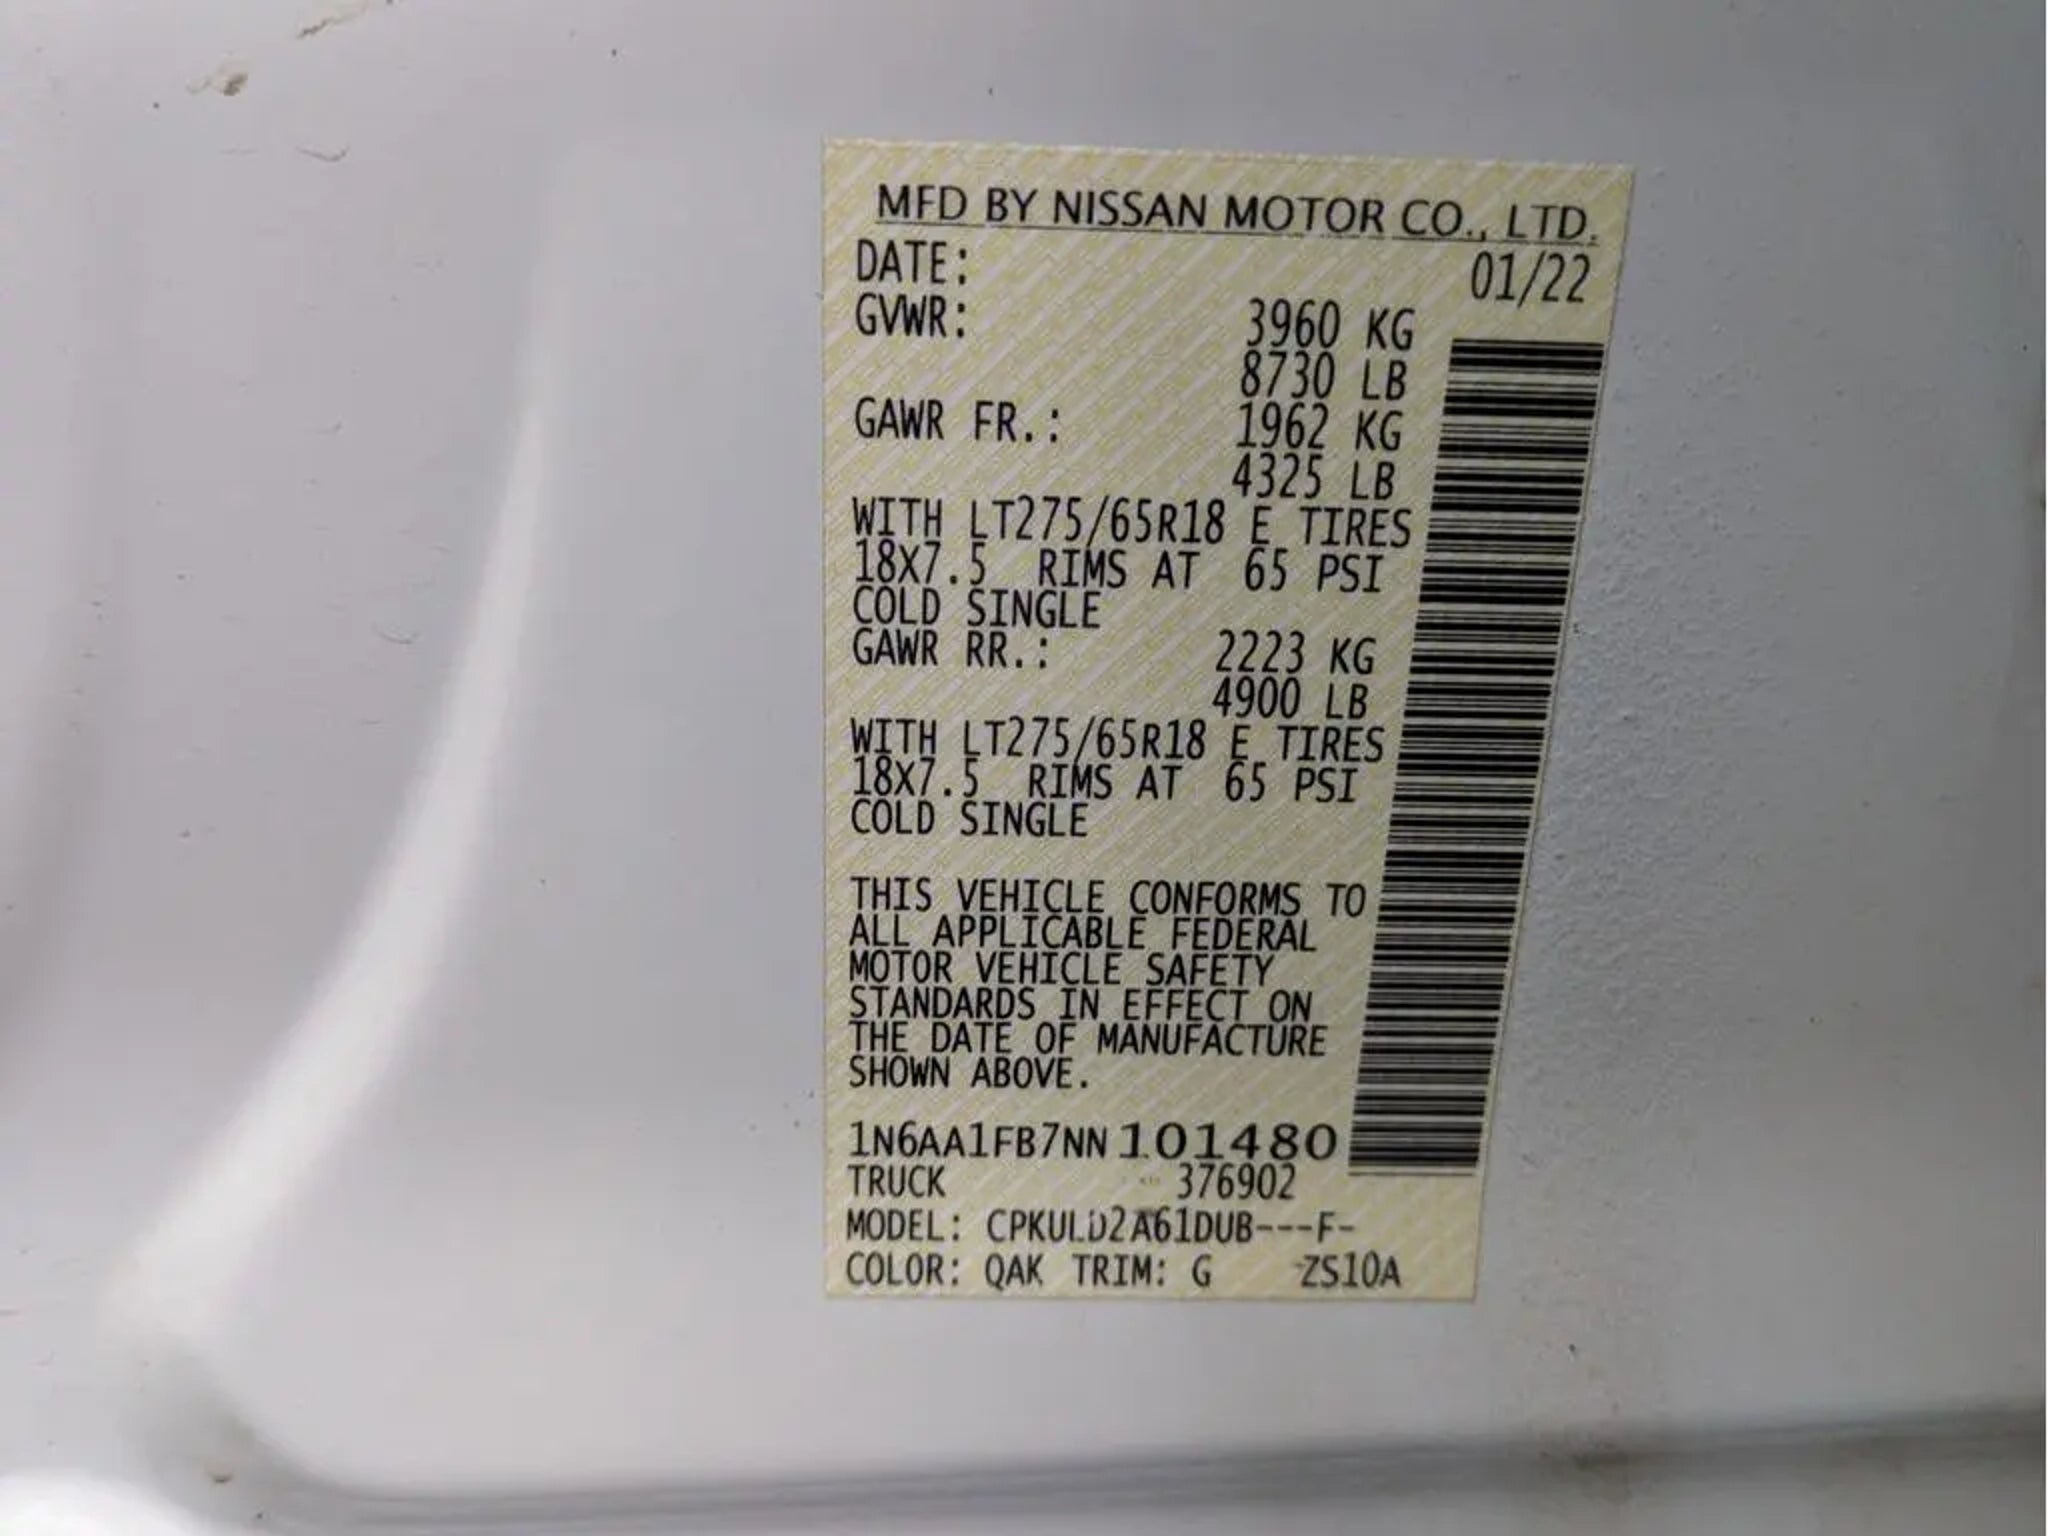 MFD BY NISSAN MOTOR CO., LTD.
DATE: 01/22
GVWR: 3960 KG
8730 LB
GAWR FR.: 1962 KG
4325 LB
WITH LT275/65R18 E TIRES
18X7.5 RIMS AT 65 PSI
COLD SINGLE
GAWR RR.: 2223 KG
4900 LB
WITH LT275/65R18 E TIRES
18X7.5 RIMS AT 65 PSI
COLD SINGLE
THIS VEHICLE CONFORMS TO
ALL APPLICABLE FEDERAL
MOTOR VEHICLE SAFETY
STANDARDS IN EFFECT ON
THE DATE OF MANUFACTURE
SHOWN ABOVE.
1N6AA1FB7NN101480
TRUCK 376902
MODEL: CPKULD2A61DUB---F-
COLOR: QAK TRIM: G ZS10A